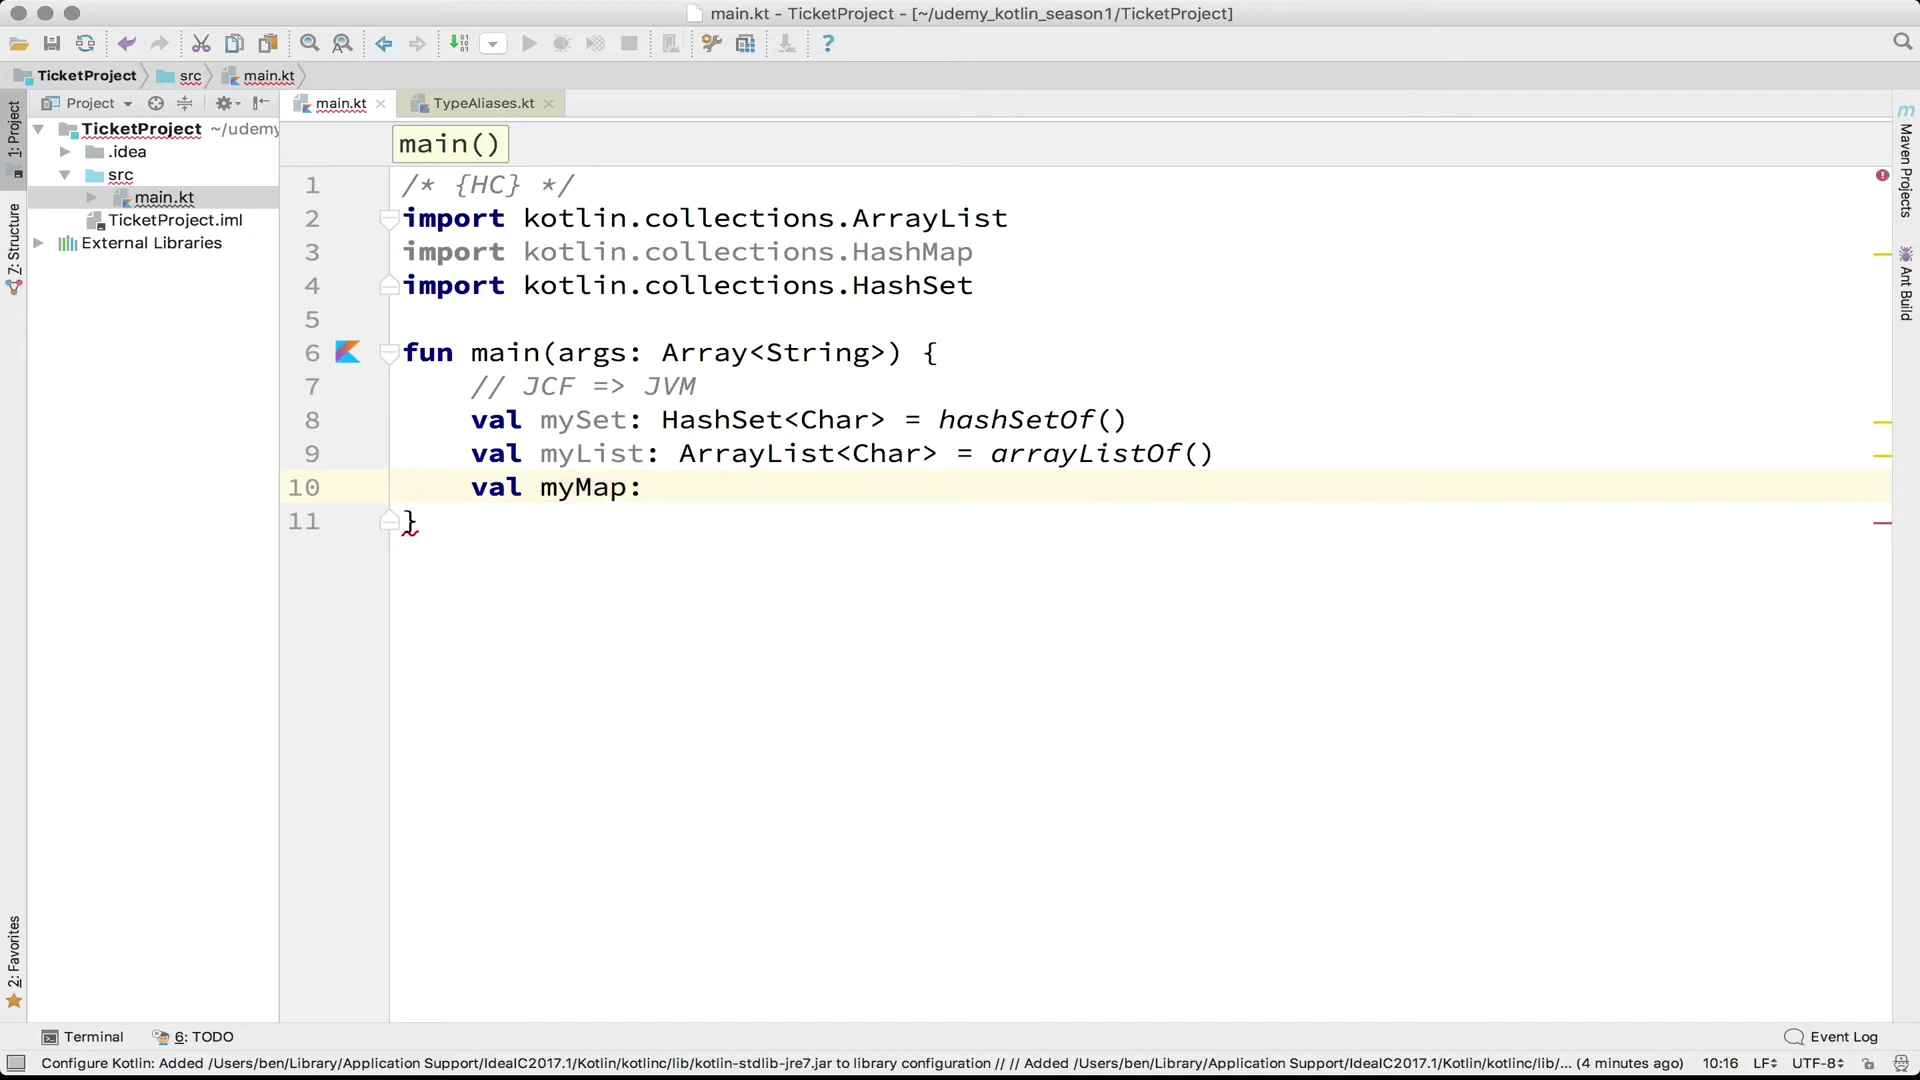 main.kt - TicketProject - [~/udemy_kotlin_season1/TicketProject]
TicketProject src main.kt
Project main.kt TypeAliases.kt
TicketProject ~/udemy
.idea
src
main.kt
TicketProject.iml
External Libraries
1: Project
Z: Structure
2: Favorites
main()
1 /* {HC} */
2 import kotlin.collections.ArrayList
3 import kotlin.collections.HashMap
4 import kotlin.collections.HashSet
5
6 fun main(args: Array<String>) {
7 // JCF => JVM
8 val mySet: HashSet<Char> = hashSetOf()
9 val myList: ArrayList<Char> = arrayListOf()
10 val myMap:
11 }
m Maven Projects
Ant Build
Terminal 6: TODO Event Log
Configure Kotlin: Added /Users/ben/Library/Application Support/IdeaIC2017.1/Kotlin/kotlinc/lib/kotlin-stdlib-jre7.jar to library configuration // // Added /Users/ben/Library/Application Support/IdeaIC2017.1/Kotlin/kotlinc/lib/... (4 minutes ago) 10:16 LF UTF-8